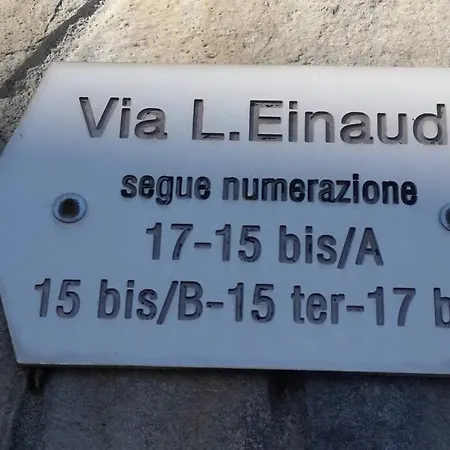 Via L.Einaud
segue numerazione
17-15 bis/A
15 bis/B-15 ter-17 b